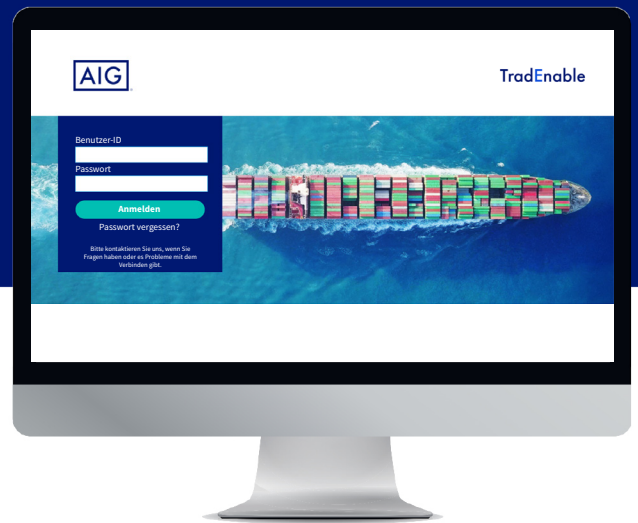 AIG
TradEnable
Benutzer-ID
Passwort
Anmelden
Passwort vergessen?
Bitte kontaktieren Sie uns, wenn Sie
Fragen haben oder es Probleme mit dem
Verbinden gibt.